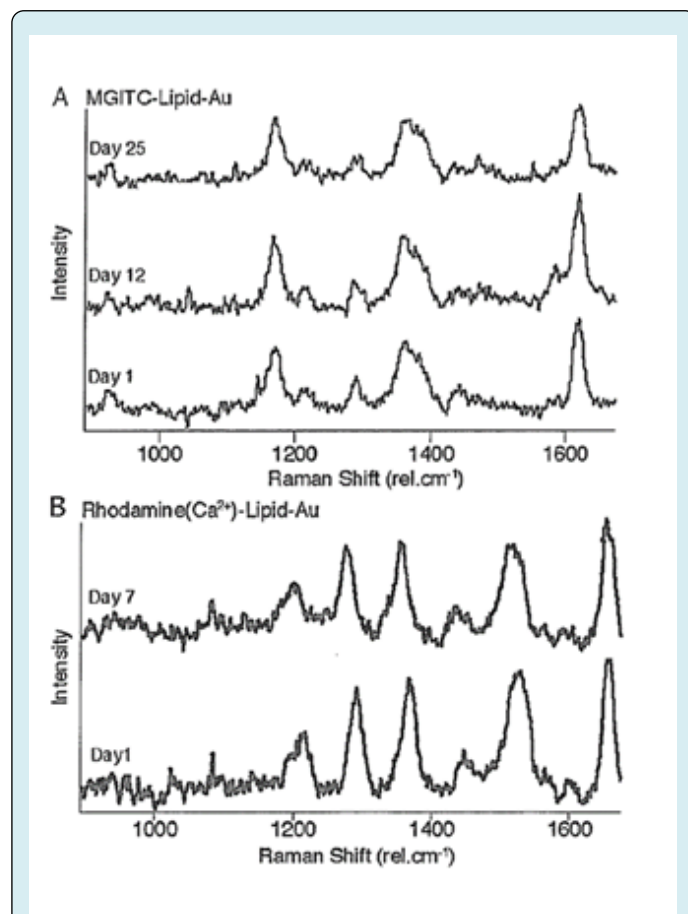 A MGITC-Lipid-Au
Day 25
Day 12
Day 1
Intensity
1000 1200 1400 1600
Raman Shift (rel.cm⁻¹)
B Rhodamine(Ca²⁺)-Lipid-Au
Day 7
Day1
Intensity
1000 1200 1400 1600
Raman Shift (rel.cm⁻¹)